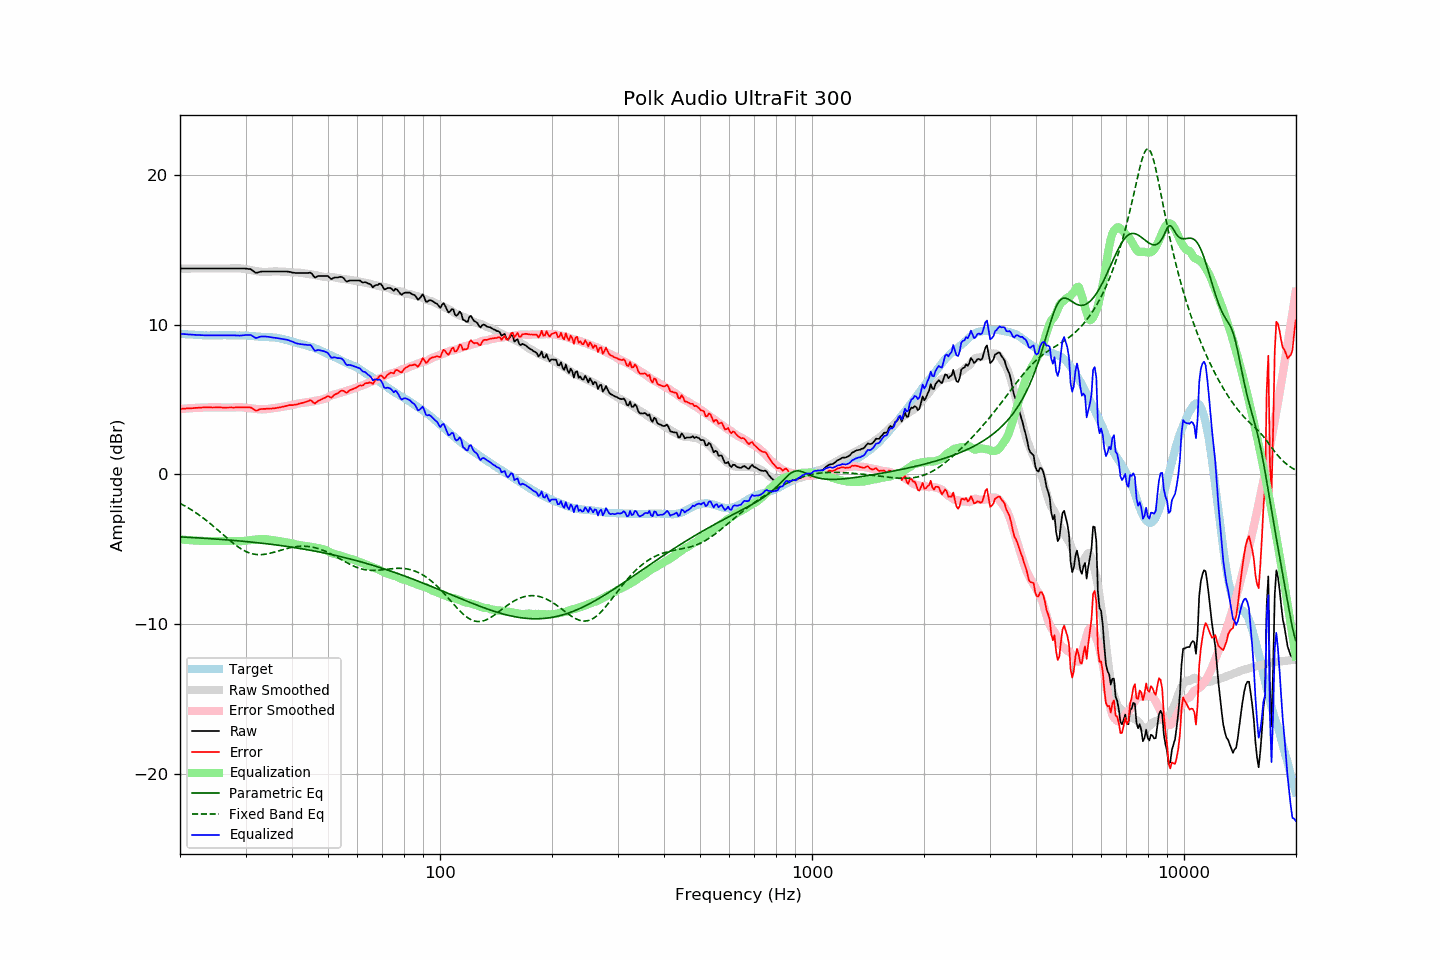 Polk Audio UltraFit 300
20
10
0
−10
−20
Amplitude (dBr)
Target
Raw Smoothed
Error Smoothed
Raw
Error
Equalization
Parametric Eq
Fixed Band Eq
Equalized
100
1000
10000
Frequency (Hz)